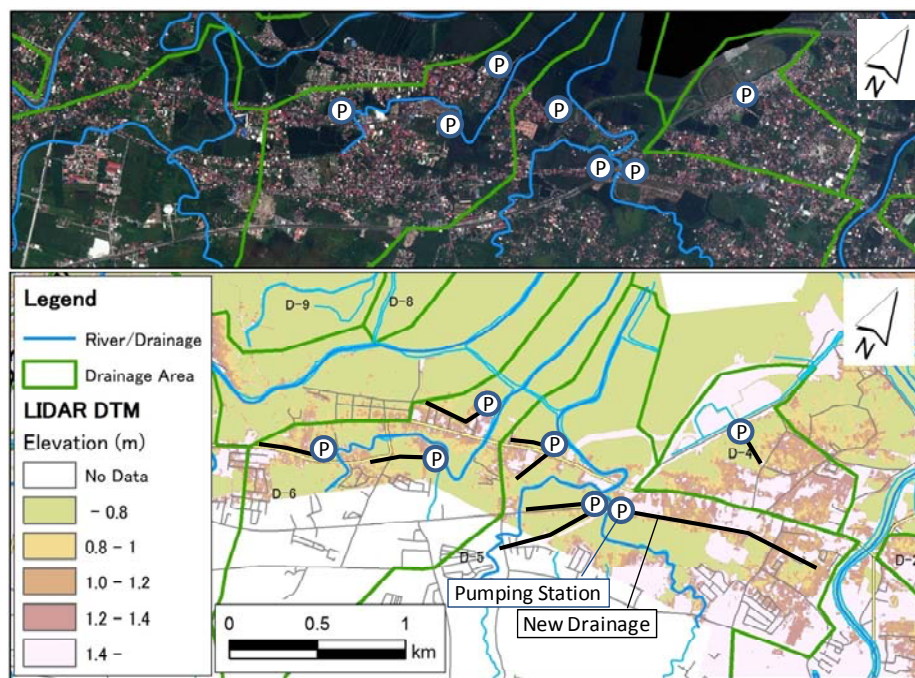 P
P
P
P
P
P
P
N
Legend
River/Drainage
Drainage Area
LIDAR DTM
Elevation (m)
No Data
- 0.8
0.8 - 1
1.0 - 1.2
1.2 - 1.4
1.4 -
0 0.5 1
km
N
D-9
D-8
P
P
P
P
P
D-4
D-6
P
P
D-5
Pumping Station
New Drainage